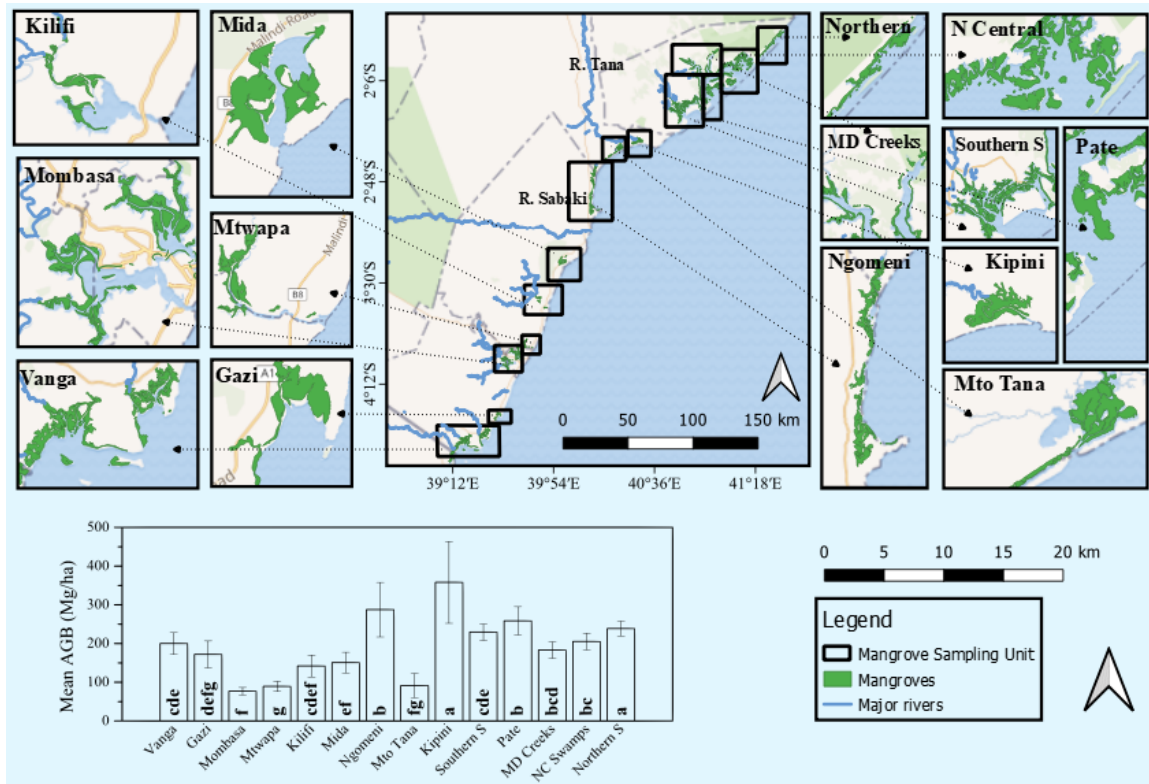 Kilifi
Mida
Malindi Road
B8
Mombasa
Mtwapa
Malindi
B8
Vanga
Gazi
A14
oad
R. Tana
R. Sabaki
2°6'S
2°48'S
3°30'S
4°12'S
0 50 100 150 km
39°12'E 39°54'E 40°36'E 41°18'E
Northern
N Central
MD Creeks
Southern S
Pate
Ngomeni
Kipini
Mto Tana
0 5 10 15 20 km
Legend
Mangrove Sampling Unit
Mangroves
Major rivers
Mean AGB (Mg/ha)
500
400
300
200
100
0
cde defg f g cdef ef b fg a cde b bcd bc a
Vanga Gazi Mombasa Mtwapa Kilifi Mida Ngomeni Mto Tana Kipini Southern S Pate MD Creeks NC Swamps Northern S